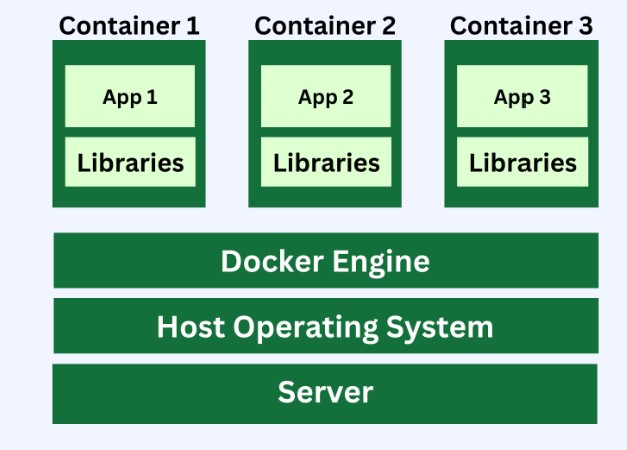 Container 1
Container 2
Container 3
App 1
App 2
App 3
Libraries
Libraries
Libraries
Docker Engine
Host Operating System
Server